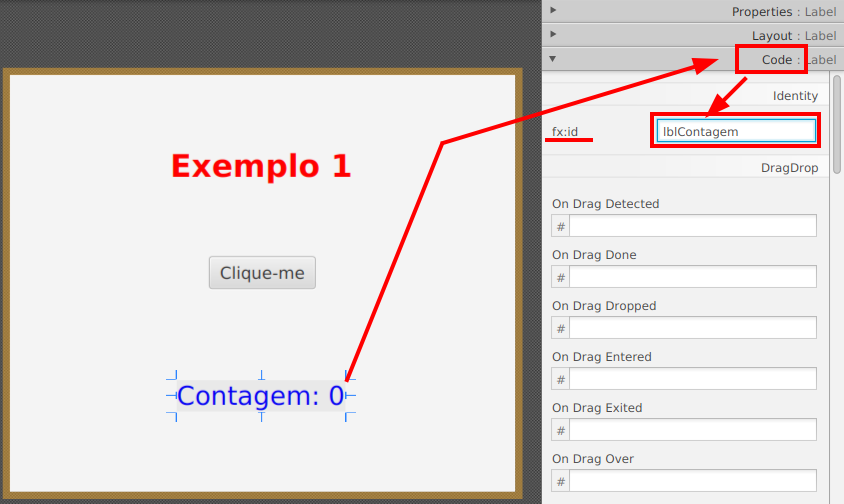 Exemplo 1
Clique-me
Contagem: 0
Properties : Label
Layout : Label
Code : Label
Identity
fx:id
lblContagem
DragDrop
On Drag Detected
#
On Drag Done
#
On Drag Dropped
#
On Drag Entered
#
On Drag Exited
#
On Drag Over
#